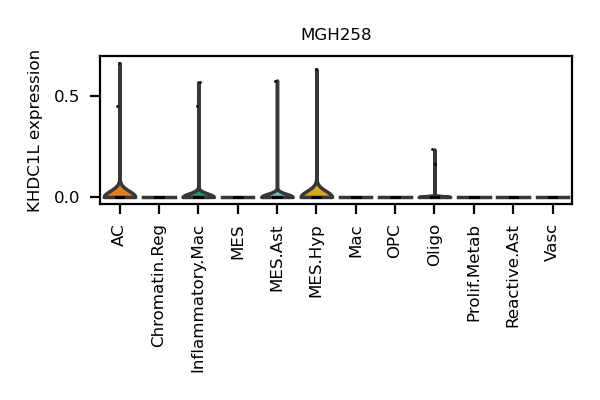 MGH258
KHDC1L expression
0.5
0.0
AC
Chromatin.Reg
Inflammatory.Mac
MES
MES.Ast
MES.Hyp
Mac
OPC
Oligo
Prolif.Metab
Reactive.Ast
Vasc